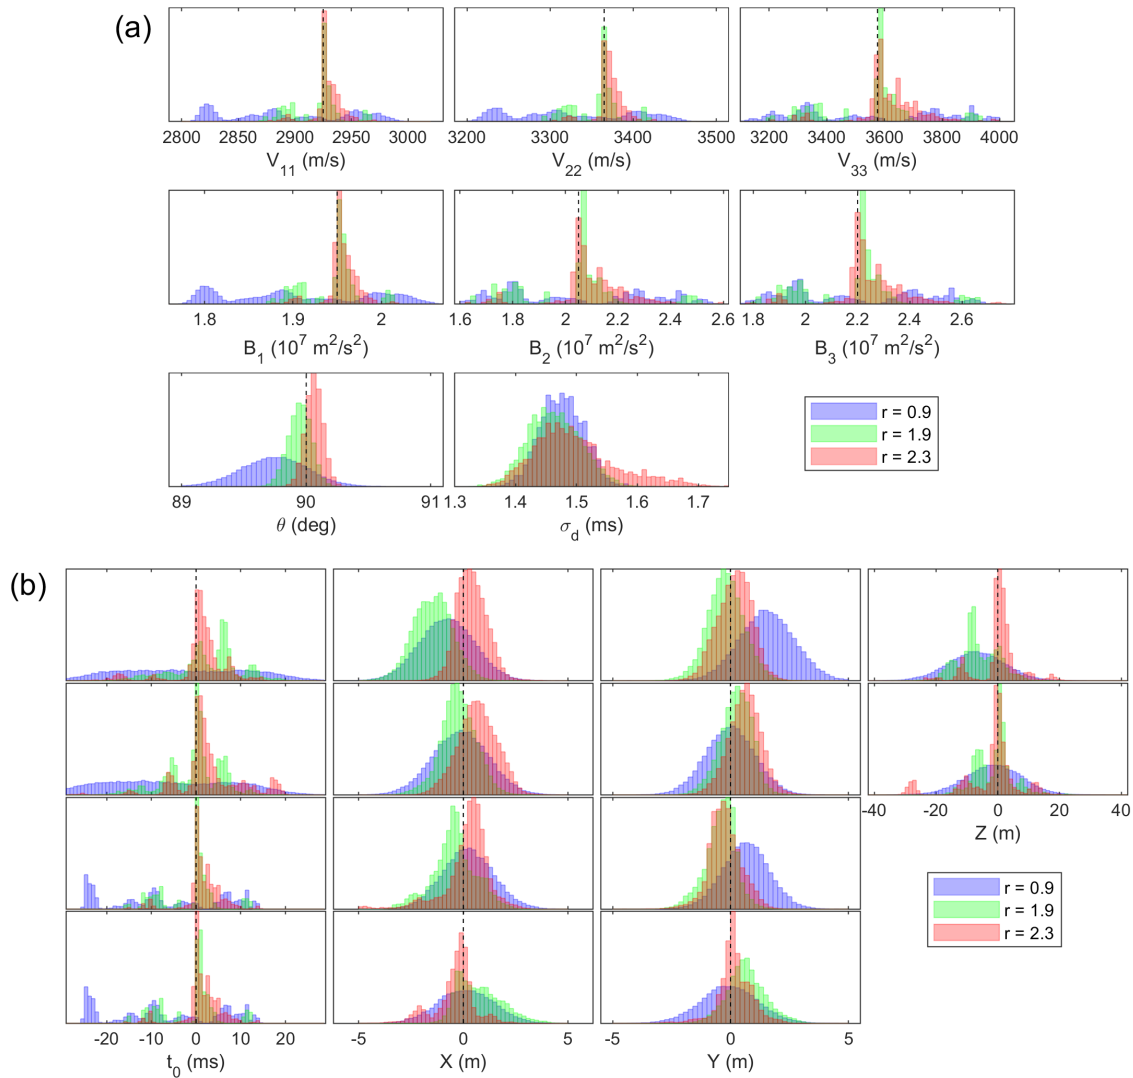 (a)
2800 2850 2900 2950 3000
V11 (m/s)
3200 3300 3400 3500
V22 (m/s)
3200 3400 3600 3800 4000
V33 (m/s)
1.8 1.9 2
B1 (10^7 m^2/s^2)
1.6 1.8 2 2.2 2.4 2.6
B2 (10^7 m^2/s^2)
1.8 2 2.2 2.4 2.6
B3 (10^7 m^2/s^2)
89 90 91
θ (deg)
1.3 1.4 1.5 1.6 1.7
σd (ms)
r = 0.9
r = 1.9
r = 2.3
(b)
-40 -20 0 20 40
Z (m)
r = 0.9
r = 1.9
r = 2.3
-20 -10 0 10 20
t0 (ms)
-5 0 5
X (m)
-5 0 5
Y (m)